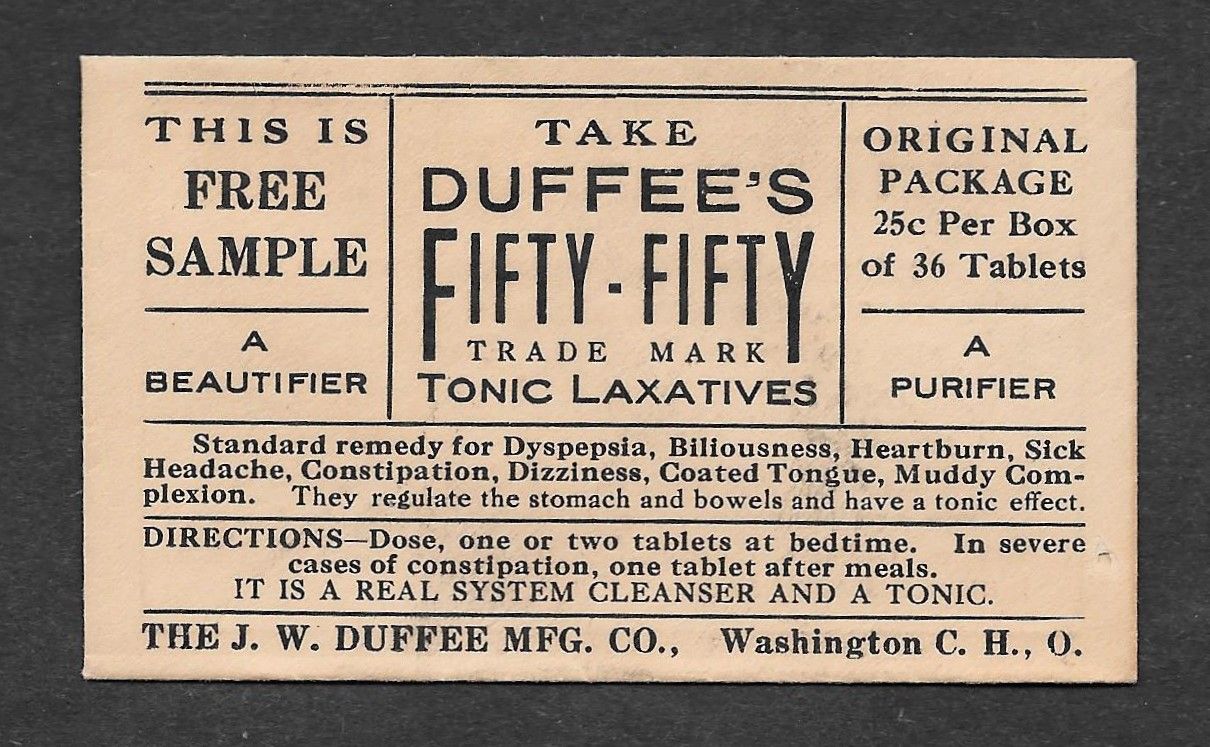 THIS IS
FREE
SAMPLE
A
BEAUTIFIER
TAKE
DUFFEE'S
FIFTY-FIFTY
TRADE MARK
TONIC LAXATIVES
ORIGINAL
PACKAGE
25c Per Box
of 36 Tablets
A
PURIFIER
Standard remedy for Dyspepsia, Biliousness, Heartburn, Sick
Headache, Constipation, Dizziness, Coated Tongue, Muddy Com-
plexion. They regulate the stomach and bowels and have a tonic effect.
DIRECTIONS—Dose, one or two tablets at bedtime. In severe
cases of constipation, one tablet after meals.
IT IS A REAL SYSTEM CLEANSER AND A TONIC.
THE J. W. DUFFEE MFG. CO., Washington C. H., O.